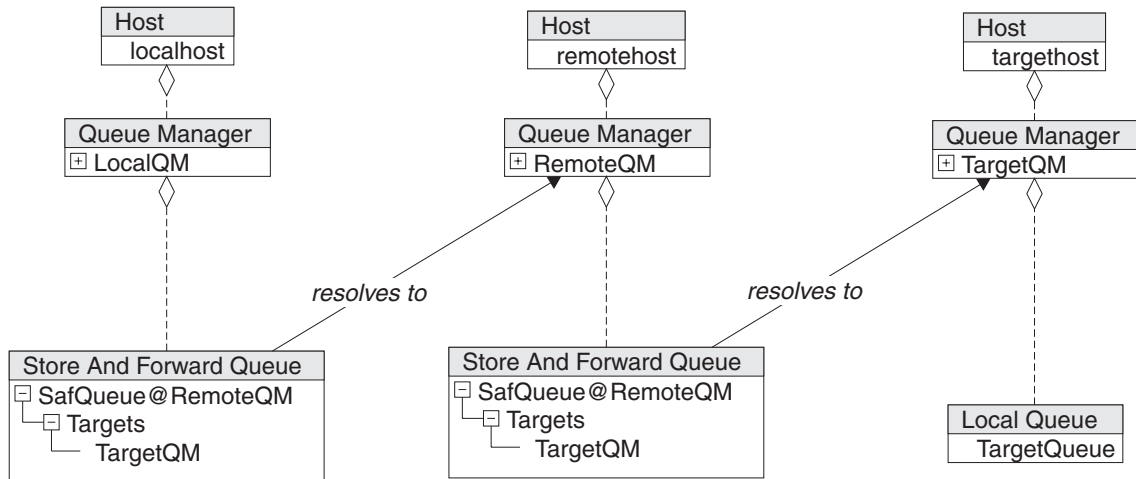 Host
localhost
Queue Manager
LocalQM
resolves to
Store And Forward Queue
SafQueue@RemoteQM
Targets
TargetQM
Host
remotehost
Queue Manager
RemoteQM
resolves to
Store And Forward Queue
SafQueue@RemoteQM
Targets
TargetQM
Host
targethost
Queue Manager
TargetQM
Local Queue
TargetQueue